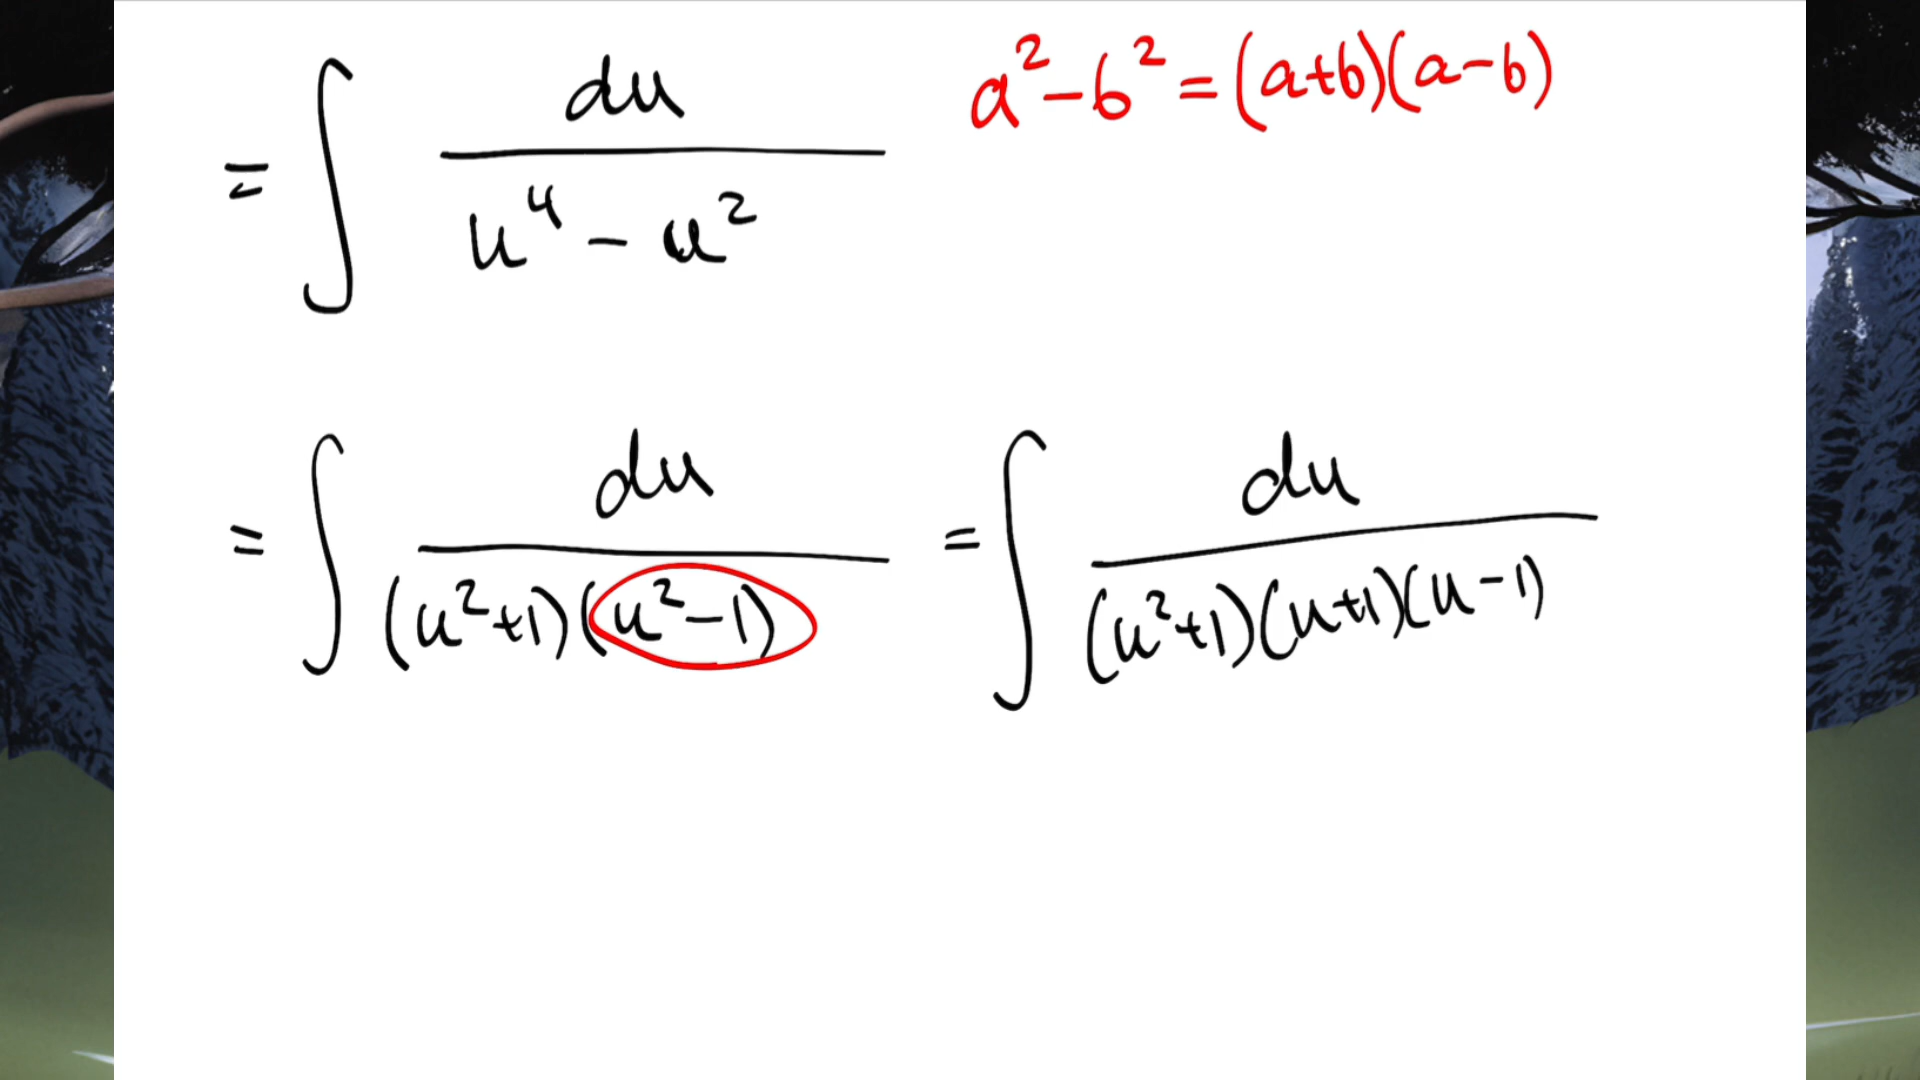 = ∫ du / (u⁴ - u²)
a² - b² = (a+b)(a-b)
= ∫ du / ((u²+1)(u²-1)) = ∫ du / ((u²+1)(u+1)(u-1))